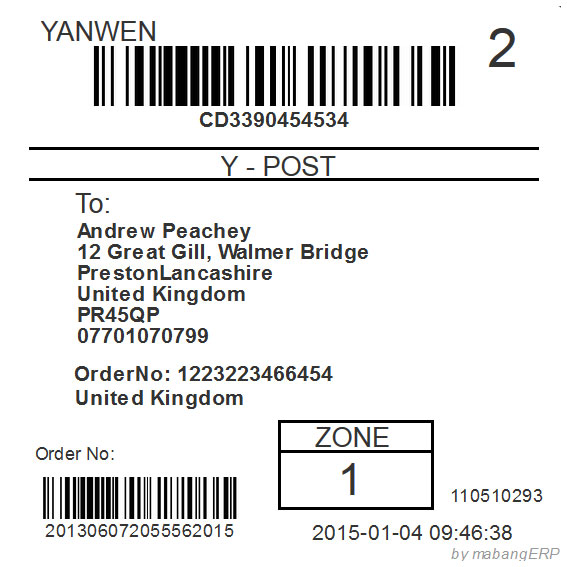 YANWEN
2
CD3390454534
Y - POST
To:
Andrew Peachey
12 Great Gill, Walmer Bridge
PrestonLancashire
United Kingdom
PR45QP
07701070799
OrderNo: 1223223466454
United Kingdom
Order No:
ZONE
1
201306072055562015
110510293
2015-01-04 09:46:38
by mabangERP